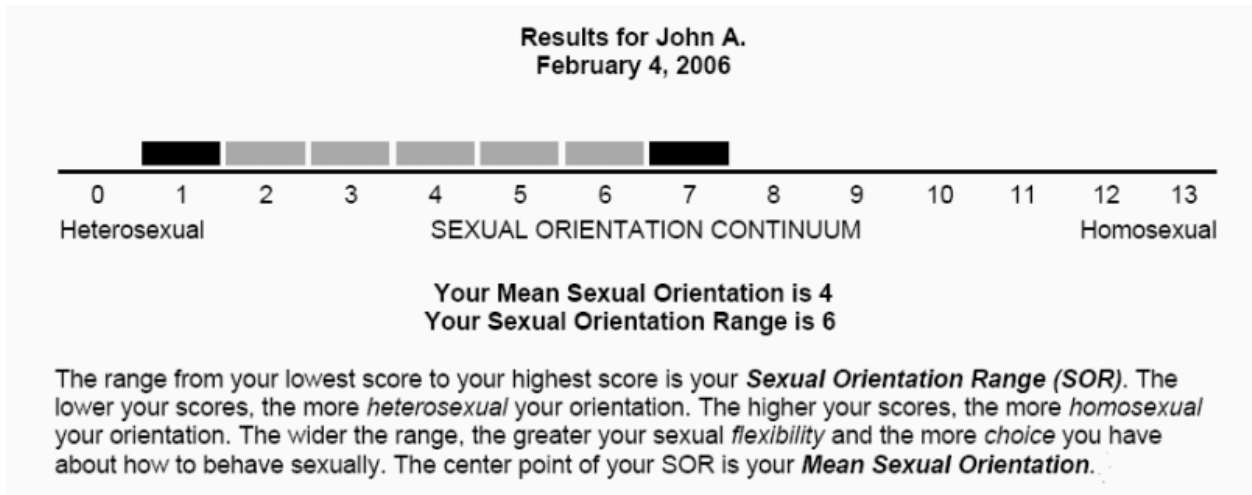 Results for John A.
February 4, 2006
0 1 2 3 4 5 6 7 8 9 10 11 12 13
Heterosexual SEXUAL ORIENTATION CONTINUUM Homosexual
Your Mean Sexual Orientation is 4
Your Sexual Orientation Range is 6
The range from your lowest score to your highest score is your Sexual Orientation Range (SOR). The
lower your scores, the more heterosexual your orientation. The higher your scores, the more homosexual
your orientation. The wider the range, the greater your sexual flexibility and the more choice you have
about how to behave sexually. The center point of your SOR is your Mean Sexual Orientation.